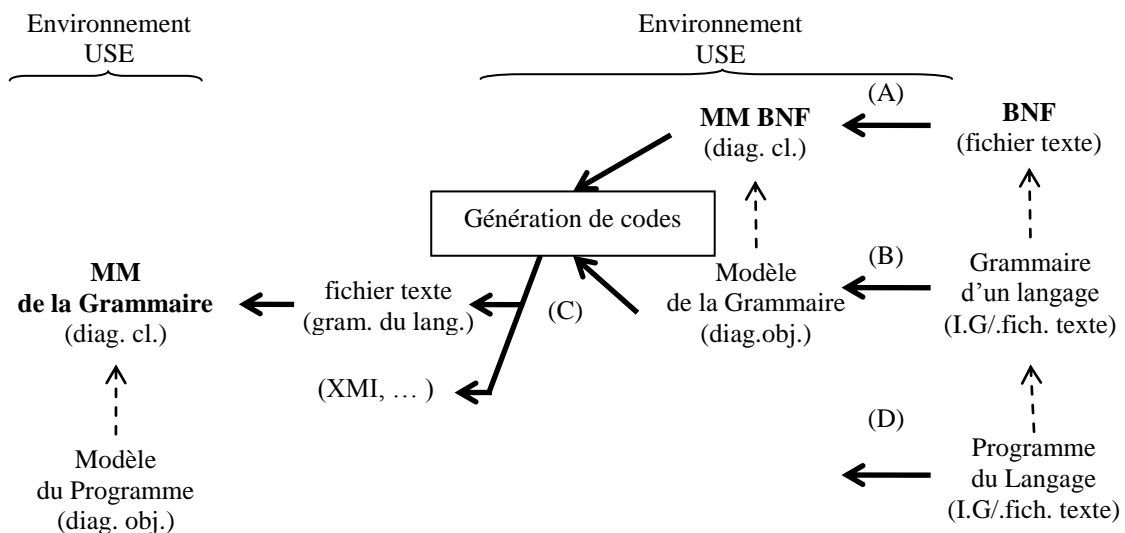 Environnement
USE
Environnement
USE
(A)
MM BNF
(diag. cl.)
BNF
(fichier texte)
Génération de codes
MM
de la Grammaire
(diag. cl.)
fichier texte
(gram. du lang.)
(C)
Modèle
de la Grammaire
(diag.obj.)
(B)
Grammaire
d’un langage
(I.G/.fich. texte)
(XMI, … )
(D)
Modèle
du Programme
(diag. obj.)
Programme
du Langage
(I.G/.fich. texte)